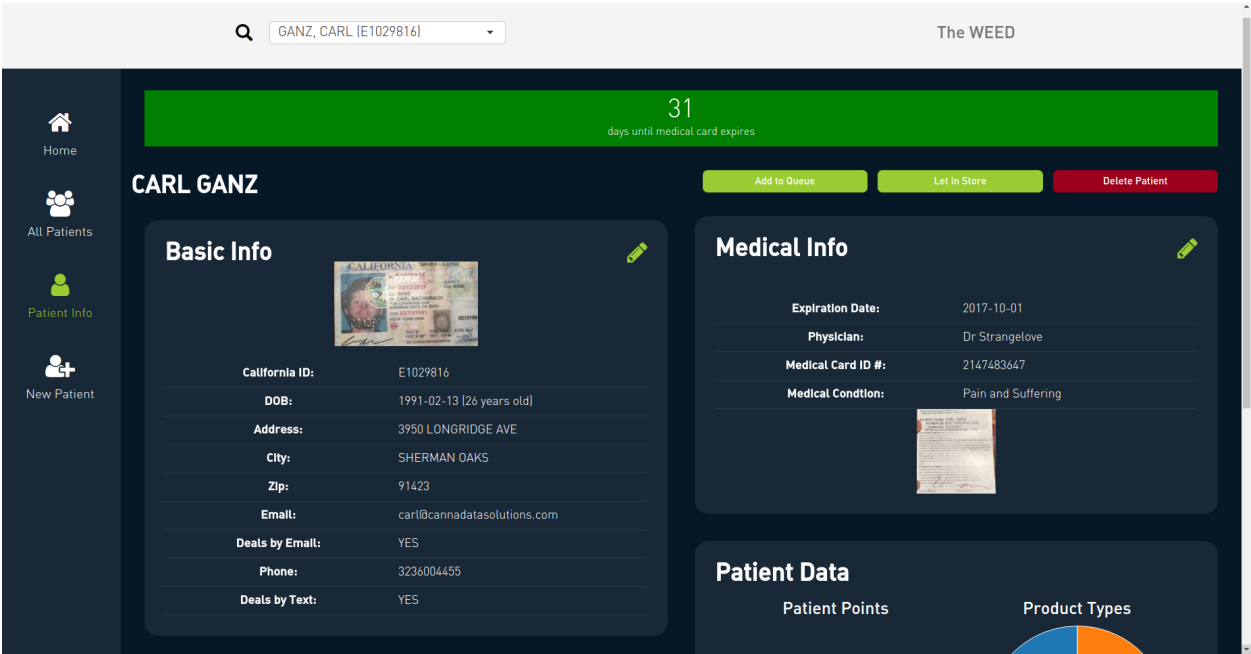 GANZ, CARL (E1029816)
The WEED
31
days until medical card expires
Home
All Patients
Patient Info
New Patient
CARL GANZ
Add to Queue
Let in Store
Delete Patient
Basic Info
CALIFORNIA
California ID: E1029816
DOB: 1991-02-13 (26 years old)
Address: 3950 LONGRIDGE AVE
City: SHERMAN OAKS
Zip: 91423
Email: carl@cannadatasolutions.com
Deals by Email: YES
Phone: 3236004455
Deals by Text: YES
Medical Info
Expiration Date: 2017-10-01
Physician: Dr Strangelove
Medical Card ID #: 2147483647
Medical Condtion: Pain and Suffering
Patient Data
Patient Points
Product Types